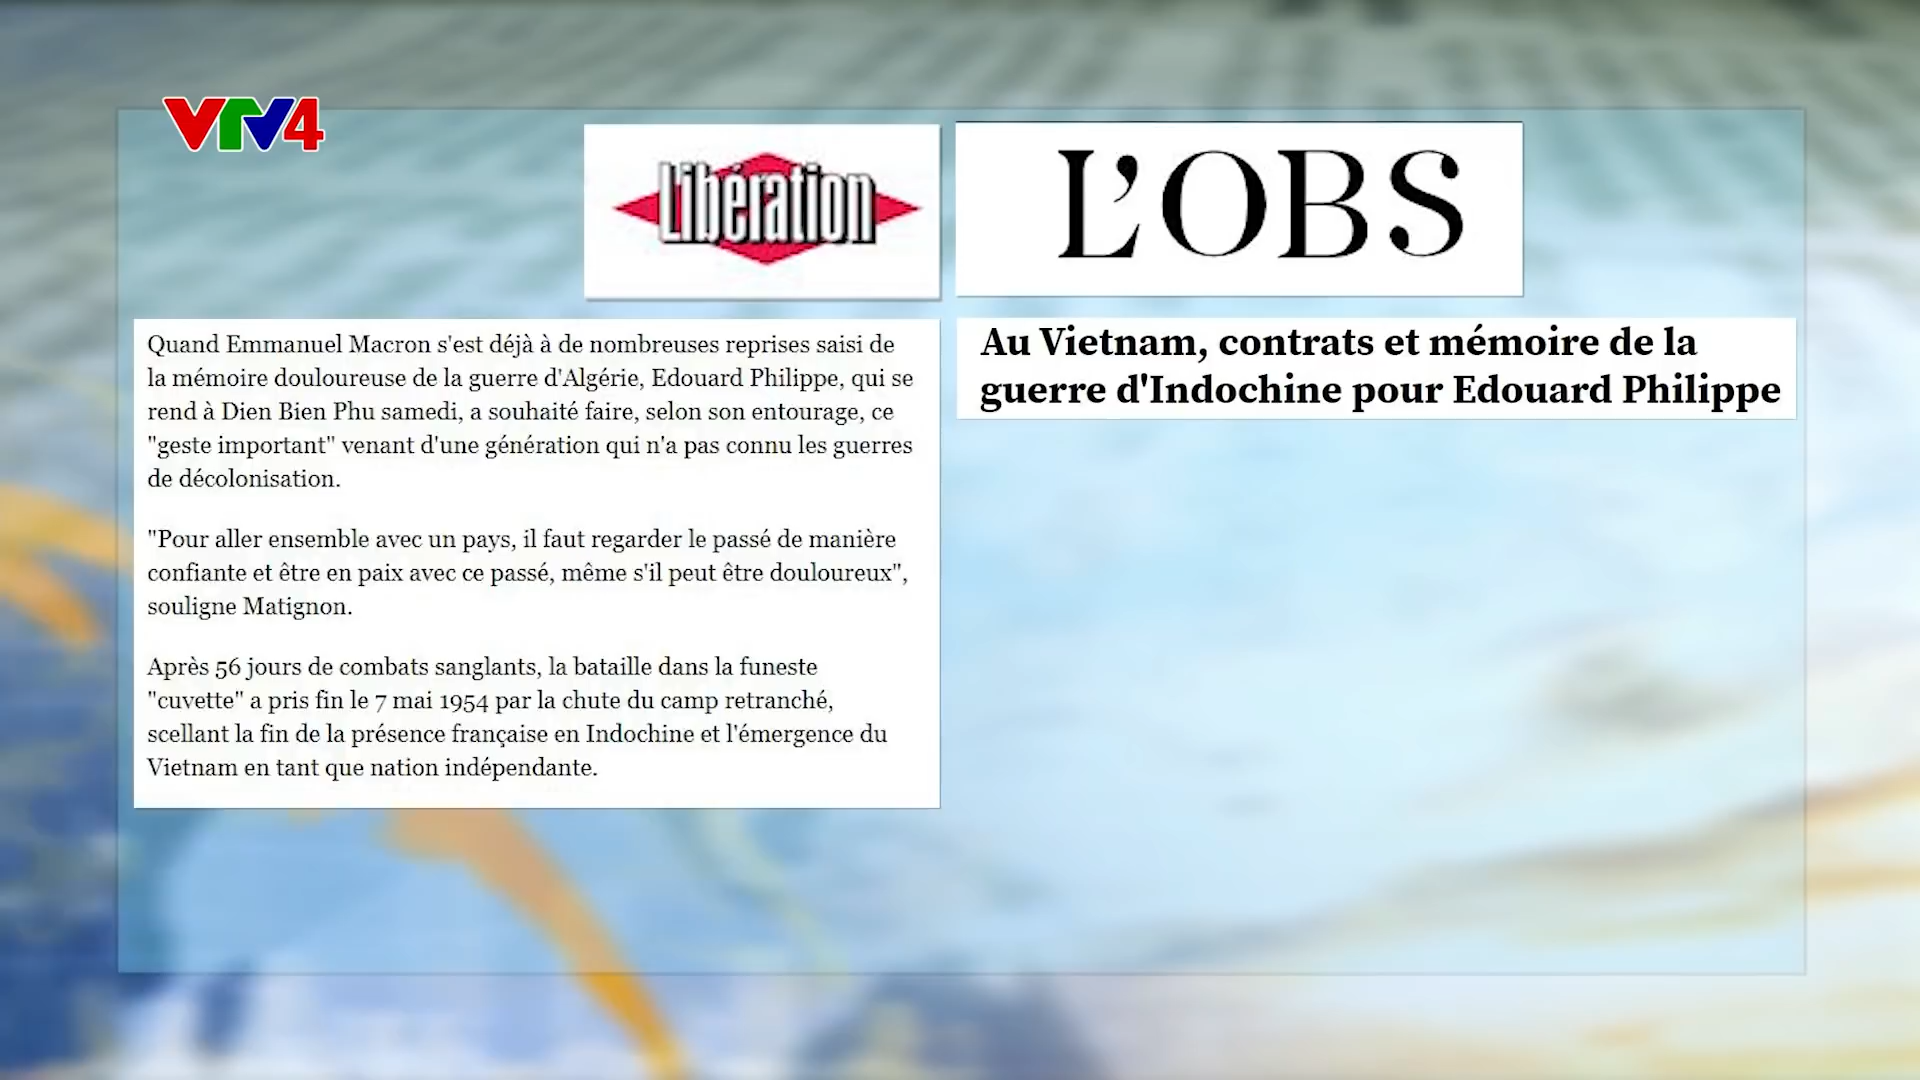 VTV4
Libération
L'OBS
Quand Emmanuel Macron s'est déjà à de nombreuses reprises saisi de
la mémoire douloureuse de la guerre d'Algérie, Edouard Philippe, qui se
rend à Dien Bien Phu samedi, a souhaité faire, selon son entourage, ce
"geste important" venant d'une génération qui n'a pas connu les guerres
de décolonisation.
"Pour aller ensemble avec un pays, il faut regarder le passé de manière
confiante et être en paix avec ce passé, même s'il peut être douloureux",
souligne Matignon.
Après 56 jours de combats sanglants, la bataille dans la funeste
"cuvette" a pris fin le 7 mai 1954 par la chute du camp retranché,
scellant la fin de la présence française en Indochine et l'émergence du
Vietnam en tant que nation indépendante.
Au Vietnam, contrats et mémoire de la
guerre d'Indochine pour Edouard Philippe